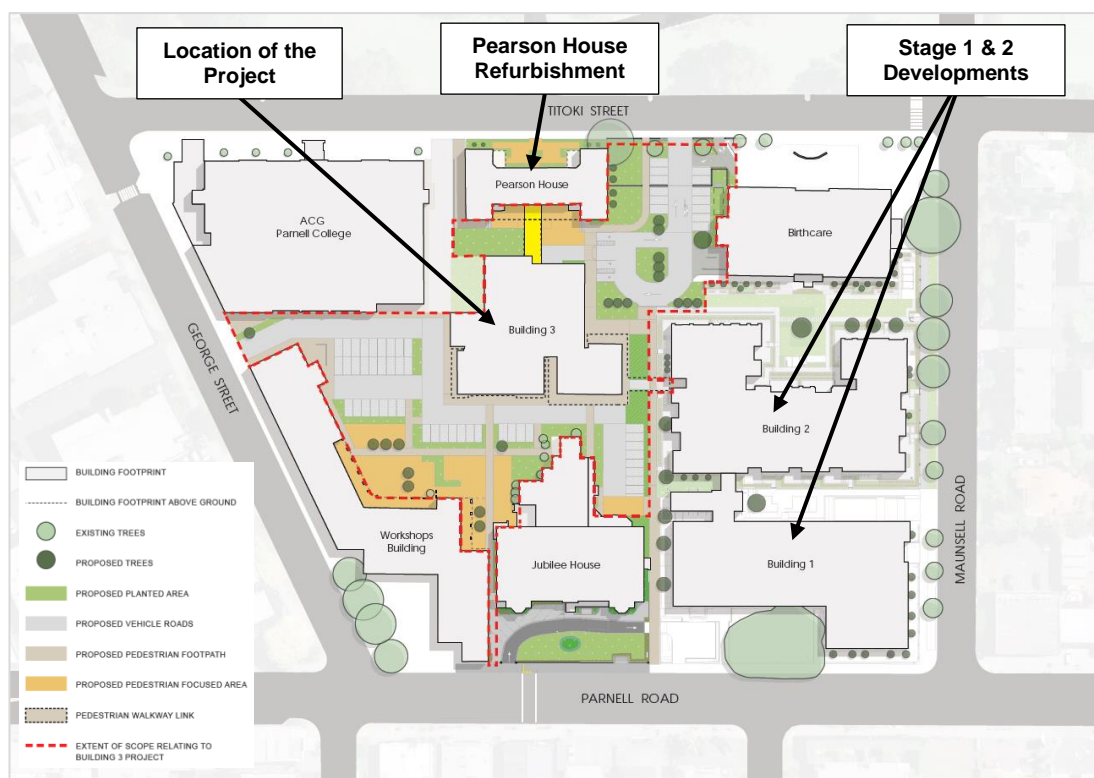 Location of the
Project
Pearson House
Refurbishment
Stage 1 & 2
Developments
TITOKI STREET
Pearson House
ACG
Parnell College
Birthcare
Building 3
GEORGE STREET
Building 2
MAUNSELL ROAD
Workshops
Building
Jubilee House
Building 1
PARNELL ROAD
BUILDING FOOTPRINT
BUILDING FOOTPRINT ABOVE GROUND
EXISTING TREES
PROPOSED TREES
PROPOSED PLANTED AREA
PROPOSED VEHICLE ROADS
PROPOSED PEDESTRIAN FOOTPATH
PROPOSED PEDESTRIAN FOCUSED AREA
PEDESTRIAN WALKWAY LINK
EXTENT OF SCOPE RELATING TO
BUILDING 3 PROJECT